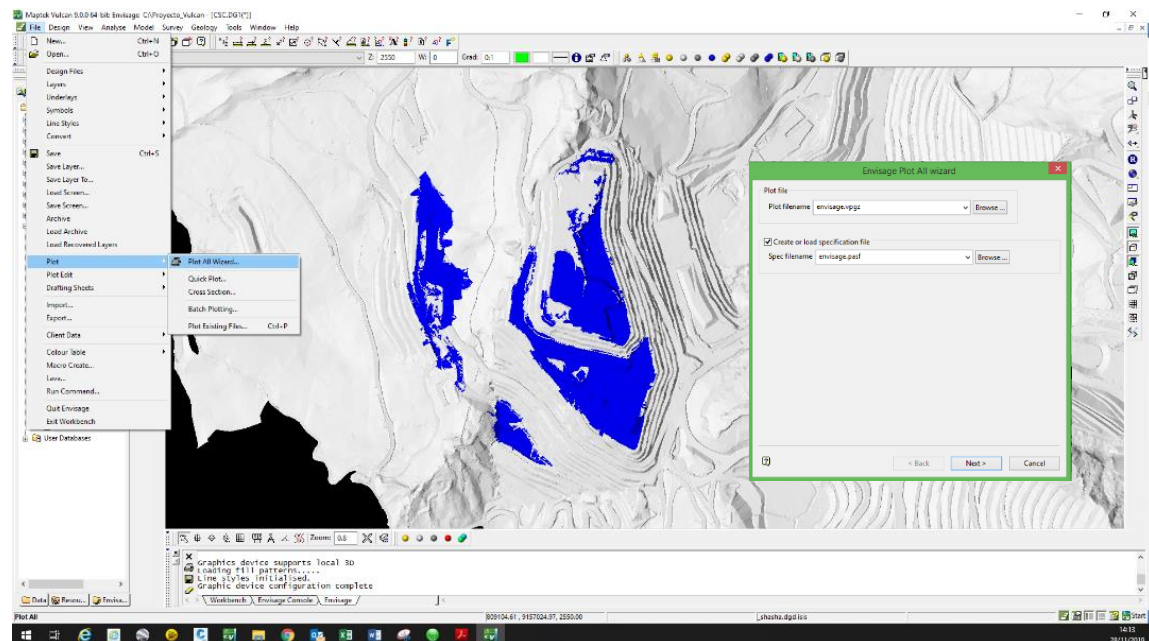 Maptek Vulcan 9.0.0 64 bit: Envisage C:\Proyecto_Vulcan - [CSC.DG1(*)]
File Design View Analyse Model Survey Geology Tools Window Help
New... Ctrl+N
Open... Ctrl+O
Design Files
Layers
Underlays
Symbols
Line Styles
Convert
Save Ctrl+S
Save Layer...
Save Layer To...
Load Screen...
Save Screen...
Archive
Load Archive
Load Recovered Layers
Plot
Plot Edit
Drafting Sheets
Import...
Export...
Client Data
Colour Table
Macro Create...
Lava...
Run Command...
Quit Envisage
Exit Workbench
Plot All Wizard...
Quick Plot...
Cross Section...
Batch Plotting...
Plot Existing Files... Ctrl+P
Z: 2550 W: 0 Grad: 0:1
Envisage Plot All wizard
Plot file
Plot filename envisage.vpgz Browse ...
Create or load specification file
Spec filename envisage.pasf Browse ...
< Back Next > Cancel
User Databases
Zoom: 0.8
Graphics device supports local 3D
Loading fill patterns.....
Line styles initialised.
Graphic device configuration complete
Data Resou... Envisa...
Workbench Envisage Console Envisage
Plot All
809104.61 , 9157024.97, 2550.00
_shasha.dgd.isis
Start
14:13
28/11/2019